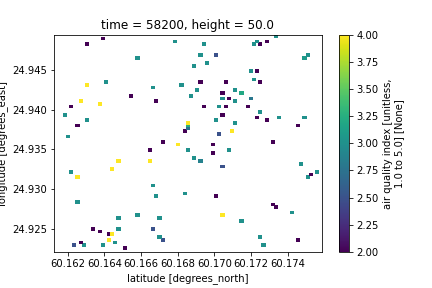 time = 58200, height = 50.0
24.945
24.940
24.935
24.930
24.925
longitude [degrees_east]
60.162 60.164 60.166 60.168 60.170 60.172 60.174
latitude [degrees_north]
4.00
3.75
3.50
3.25
3.00
2.75
2.50
2.25
2.00
air quality index [unitless,
1.0 to 5.0] [None]